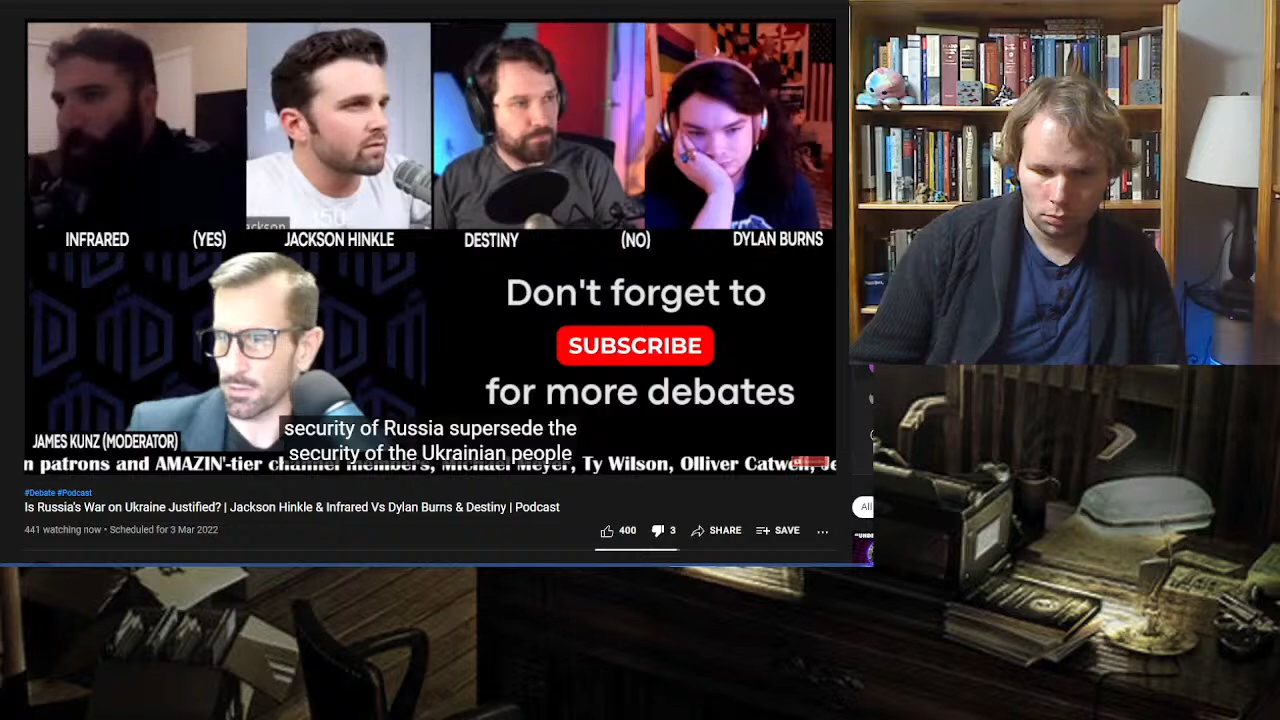 INFRARED (YES) JACKSON HINKLE DESTINY (NO) DYLAN BURNS
Don't forget to
SUBSCRIBE
for more debates
JAMES KUNZ (MODERATOR)
security of Russia supersede the
security of the Ukrainian people
n patrons and AMAZIN'-tier channel members, Michael Meyer, Ty Wilson, Olliver Catwell, Je
#Debate #Podcast
Is Russia's War on Ukraine Justified? | Jackson Hinkle & Infrared Vs Dylan Burns & Destiny | Podcast
441 watching now • Scheduled for 3 Mar 2022
400 3 SHARE SAVE ...
All